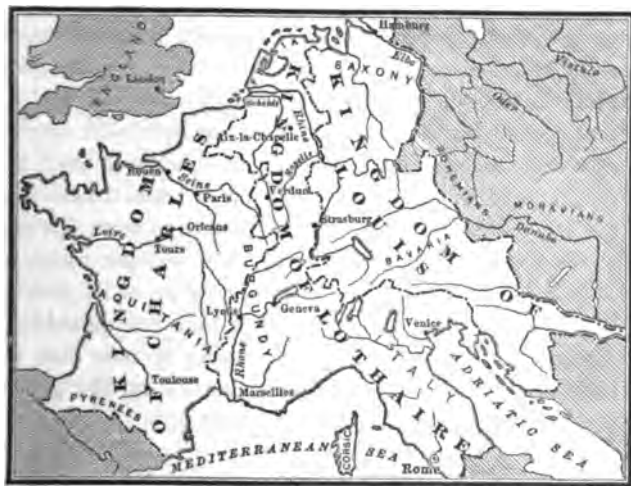 Hamburg
ENGLAND
London
Elbe
SAXONY
Vistula
Oder
Scheldt
Rhine
Aix-la-Chapelle
Moselle
Rouen
Seine
Verdun
Paris
BOHEMIANS
MORAVIANS
Strasburg
Danube
Orleans
Loire
Tours
BAVARIA
BURGUNDY
KINGDOM OF CHARLES
KINGDOM OF LOTHAIRE
KINGDOM OF LOUIS
AQUITANIA
Lyons
Geneva
Venice
Rhone
ITALY
ADRIATIC SEA
Toulouse
Marseilles
PYRENEES
MEDITERRANEAN SEA
CORSICA
Rome